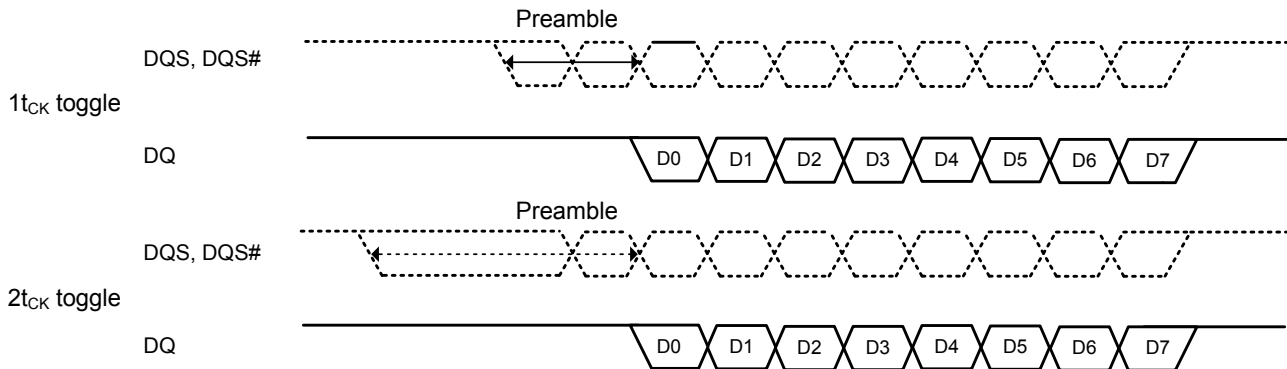 Preamble
DQS, DQS#
1tCK toggle
DQ
D0 D1 D2 D3 D4 D5 D6 D7
Preamble
DQS, DQS#
2tCK toggle
DQ
D0 D1 D2 D3 D4 D5 D6 D7